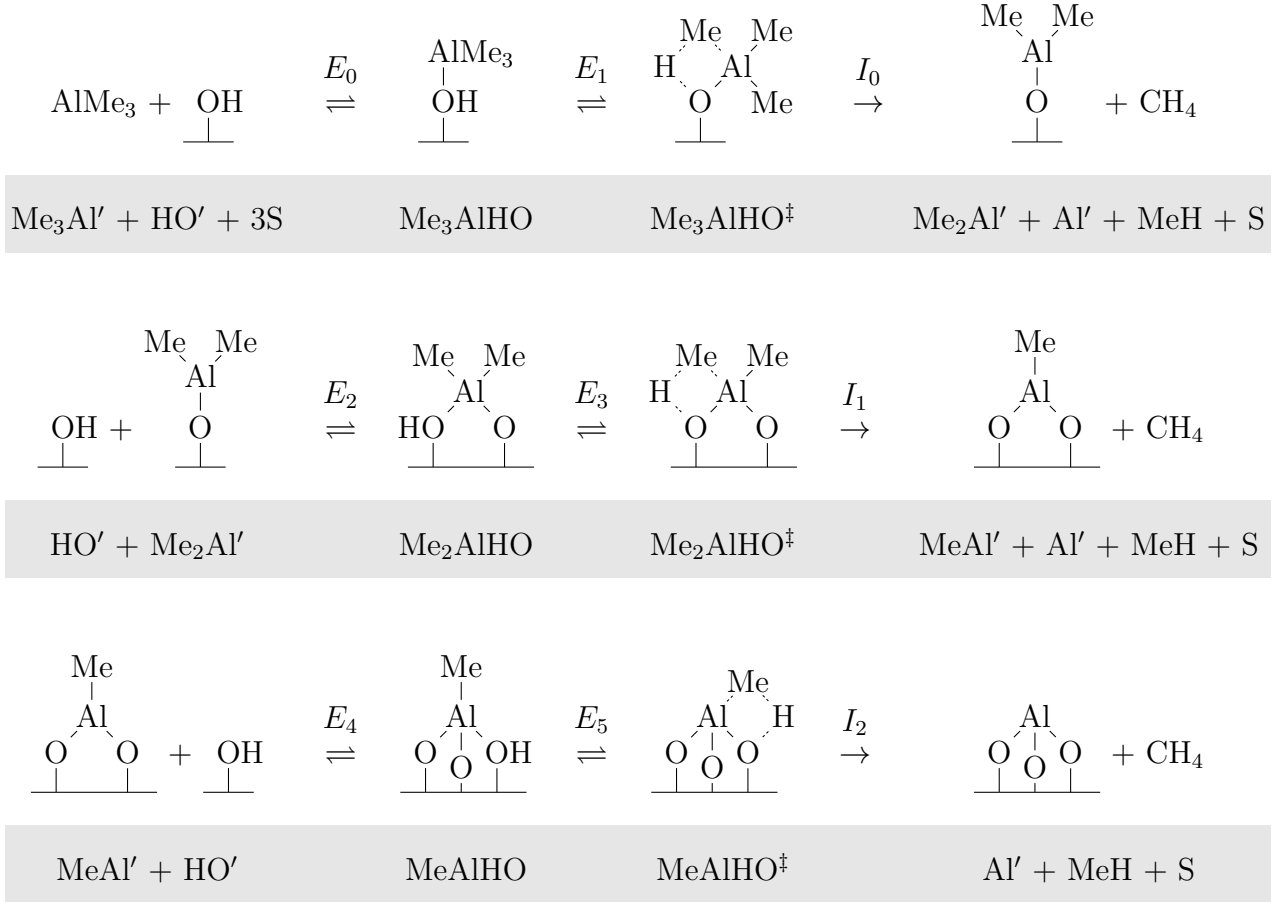 Me Me
AlMe₃ Me Me Al
E₀ E₁ H Al I₀
AlMe₃ + OH ⇌ OH ⇌ O Me → O + CH₄
Me₃Al′ + HO′ + 3S Me₃AlHO Me₃AlHO‡ Me₂Al′ + Al′ + MeH + S
Me Me Me Me Me Me Me
Al E₂ Al E₃ H Al I₁ Al
OH + O ⇌ HO O ⇌ O O → O O + CH₄
HO′ + Me₂Al′ Me₂AlHO Me₂AlHO‡ MeAl′ + Al′ + MeH + S
Me Me Me
Al E₄ Al E₅ Al H I₂ Al
O O + OH ⇌ O O OH ⇌ O O O → O O O + CH₄
MeAl′ + HO′ MeAlHO MeAlHO‡ Al′ + MeH + S